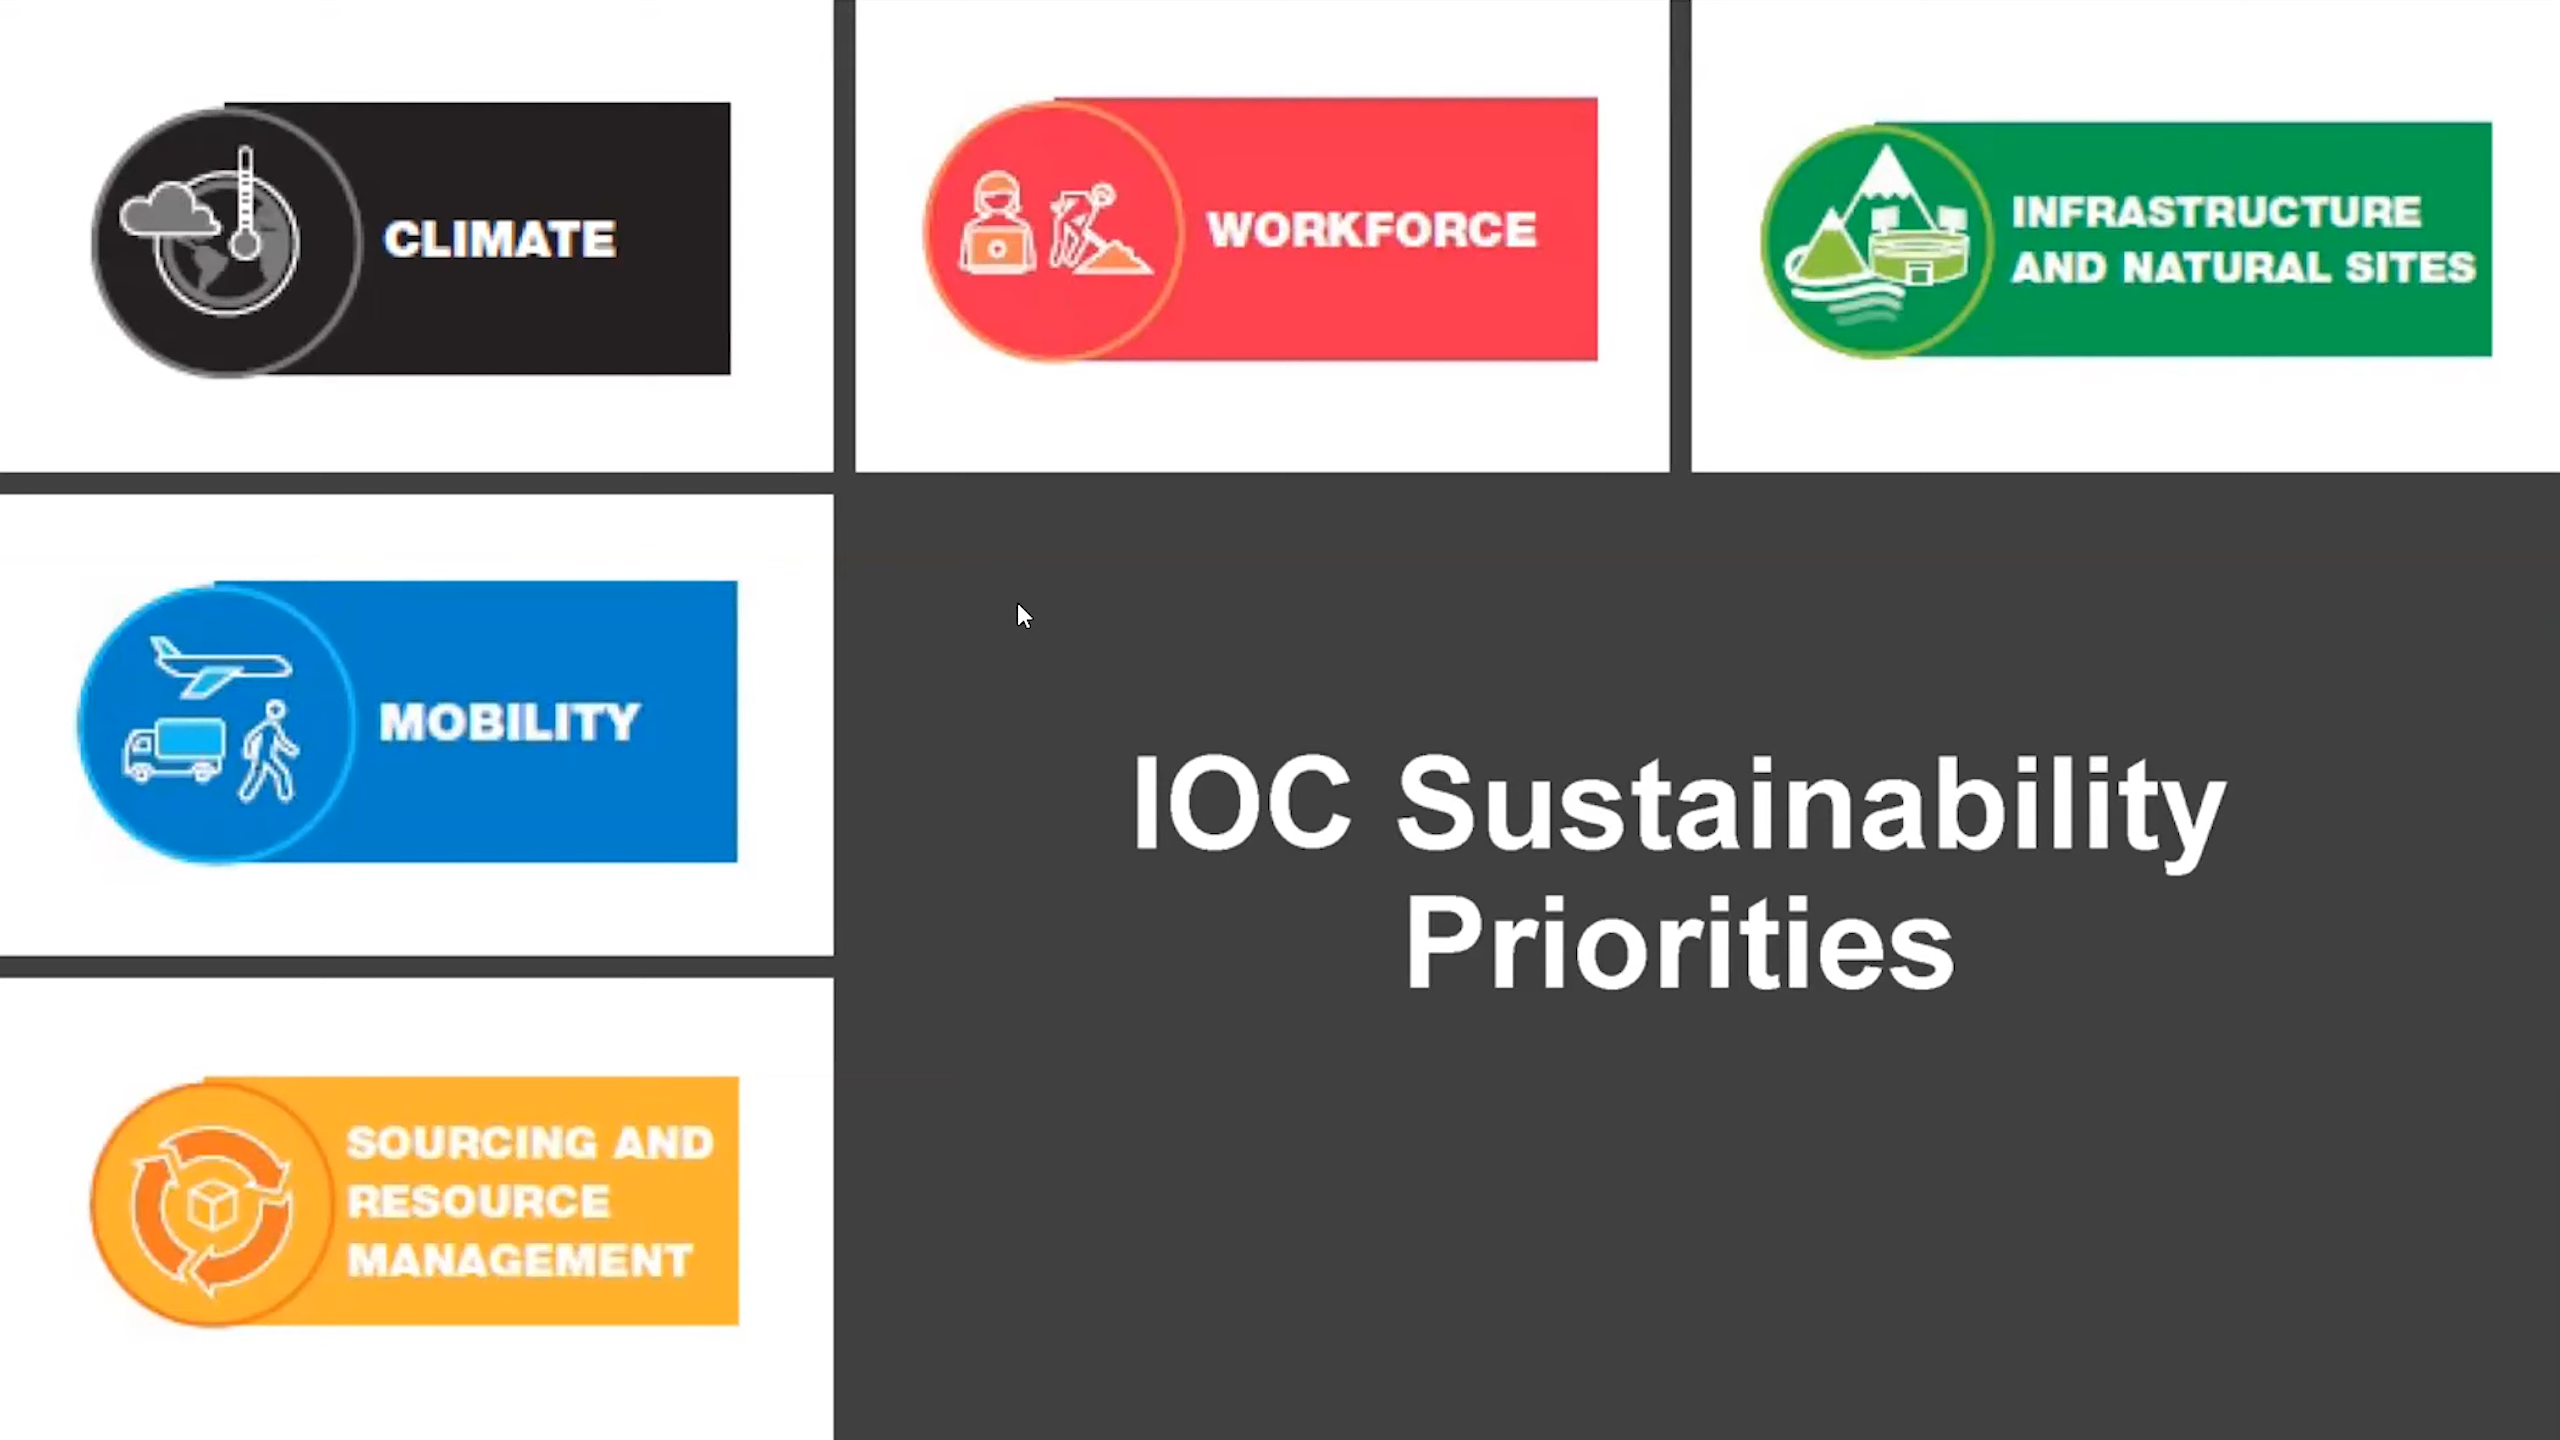 CLIMATE
WORKFORCE
INFRASTRUCTURE
AND NATURAL SITES
MOBILITY
IOC Sustainability
Priorities
SOURCING AND
RESOURCE
MANAGEMENT